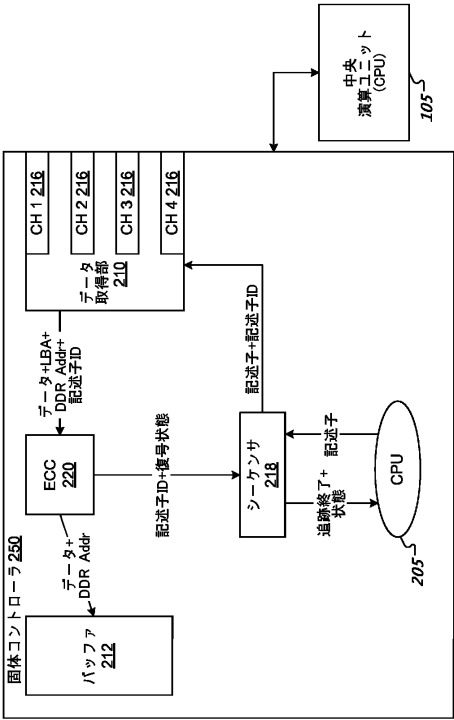 固体コントローラ 250
バッファ
212
データ+
DDR Addr
ECC
220
データ+LBA+
DDR Addr+
記述子ID
データ
取得部
210
CH 1 216
CH 2 216
CH 3 216
CH 4 216
記述子ID+復号状態
シーケンサ
218
記述子+記述子ID
追跡終了+
状態
記述子
CPU
205
中央
演算ユニット
(CPU)
105